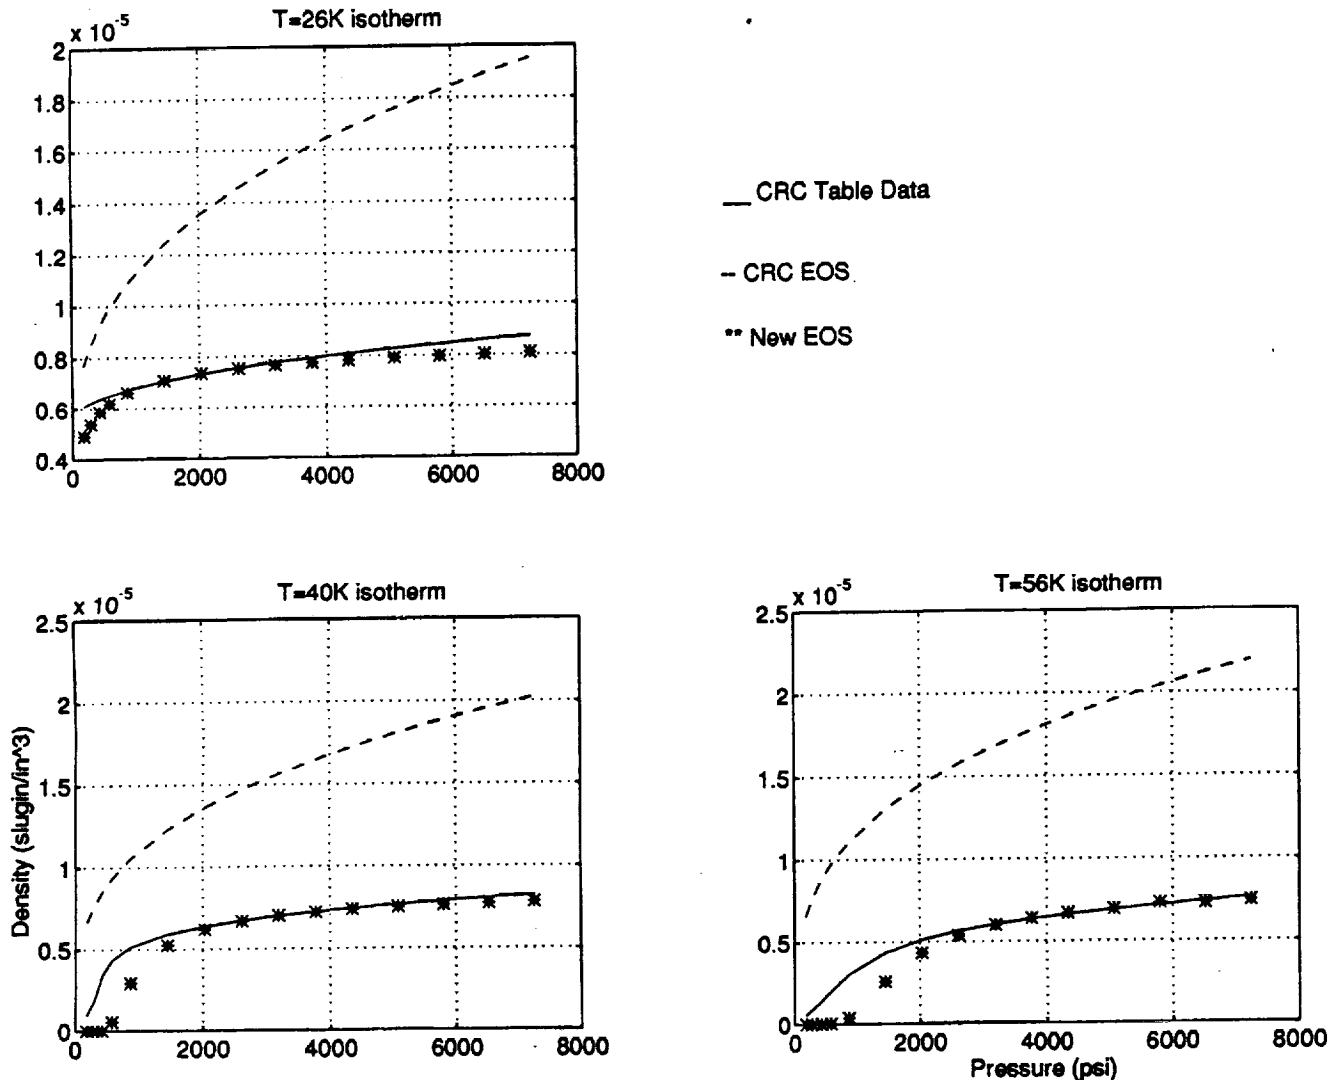 T=26K isotherm
x 10^-5
2
1.8
1.6
1.4
1.2
1
0.8
0.6
0.4
0 2000 4000 6000 8000
__ CRC Table Data
-- CRC EOS
** New EOS
T=40K isotherm
x 10^-5
2.5
2
1.5
1
0.5
0
0 2000 4000 6000 8000
Density (slugin/in^3)
T=56K isotherm
x 10^-5
2.5
2
1.5
1
0.5
0
0 2000 4000 6000 8000
Pressure (psi)